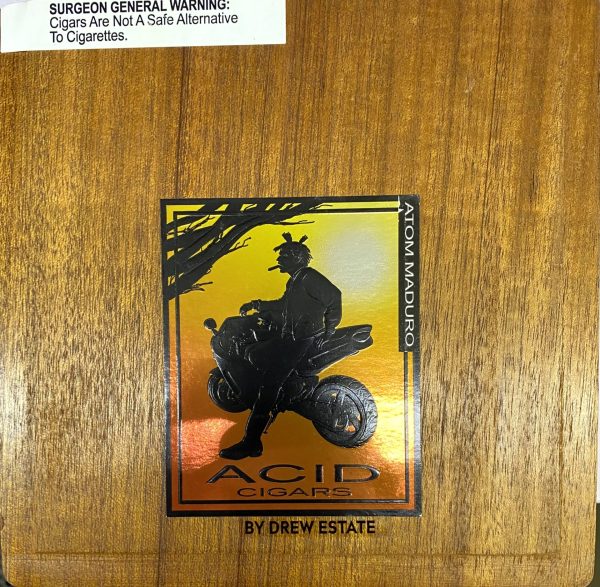 SURGEON GENERAL WARNING:
Cigars Are Not A Safe Alternative
To Cigarettes.
ATOM MADURO
ACID
CIGARS
BY DREW ESTATE